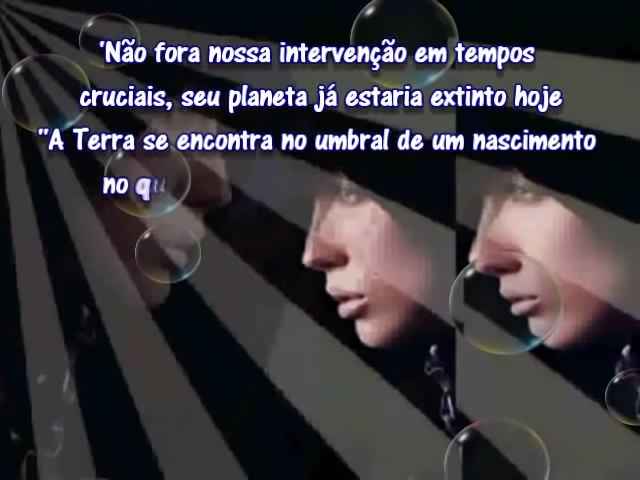 'Não fora nossa intervenção em tempos
cruciais, seu planeta já estaria extinto hoje
"A Terra se encontra no umbral de um nascimento
no qu